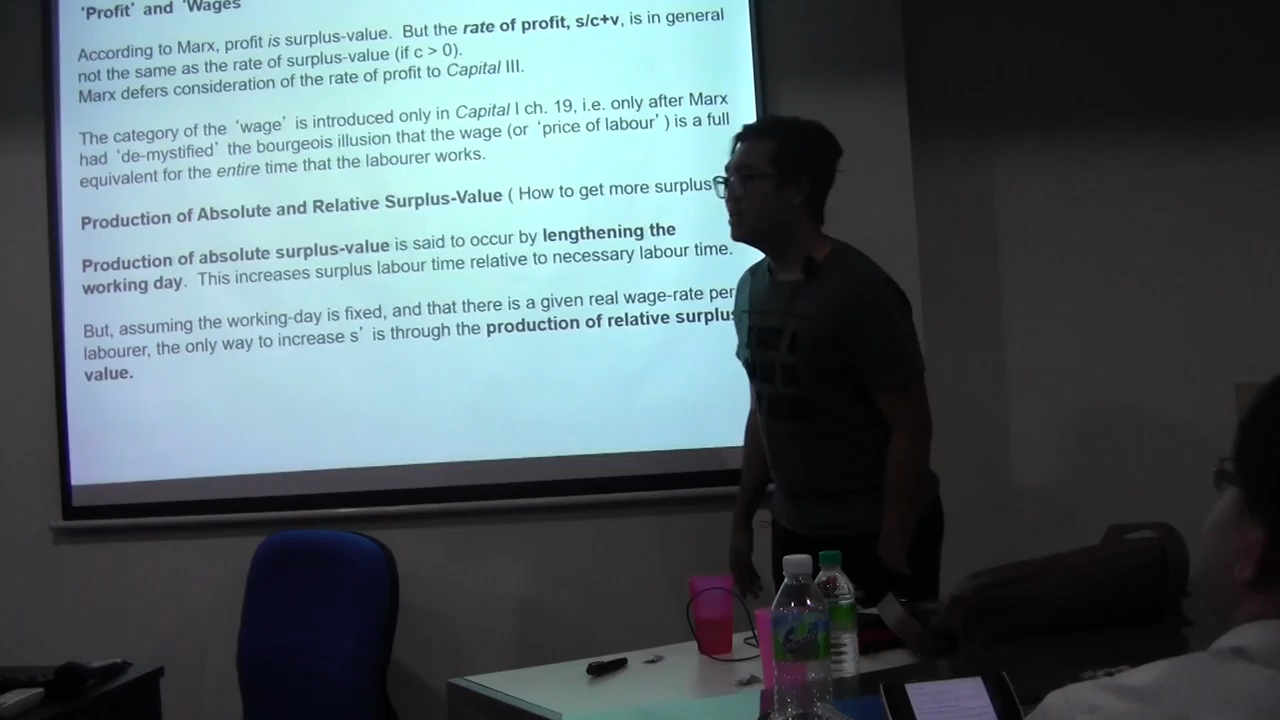 ‘Profit’ and ‘Wages
According to Marx, profit is surplus-value. But the rate of profit, s/c+v, is in general
not the same as the rate of surplus-value (if c > 0).
Marx defers consideration of the rate of profit to Capital III.
The category of the ‘wage’ is introduced only in Capital I ch. 19, i.e. only after Marx
had ‘de-mystified’ the bourgeois illusion that the wage (or ‘price of labour’ ) is a full
equivalent for the entire time that the labourer works.
Production of Absolute and Relative Surplus-Value ( How to get more surplus
Production of absolute surplus-value is said to occur by lengthening the
working day. This increases surplus labour time relative to necessary labour time.
But, assuming the working-day is fixed, and that there is a given real wage-rate per
labourer, the only way to increase s’ is through the production of relative surplus
value.